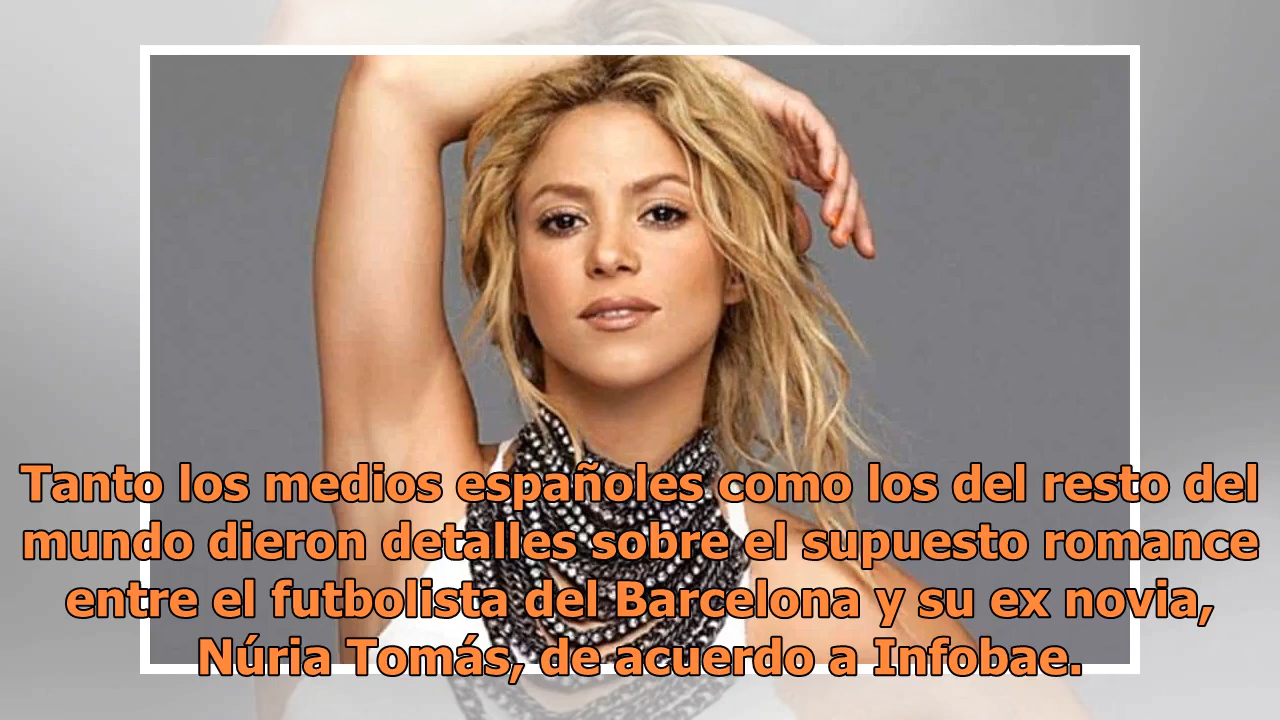 Tanto los medios españoles como los del resto del
mundo dieron detalles sobre el supuesto romance
entre el futbolista del Barcelona y su ex novia,
Núria Tomás, de acuerdo a Infobae.